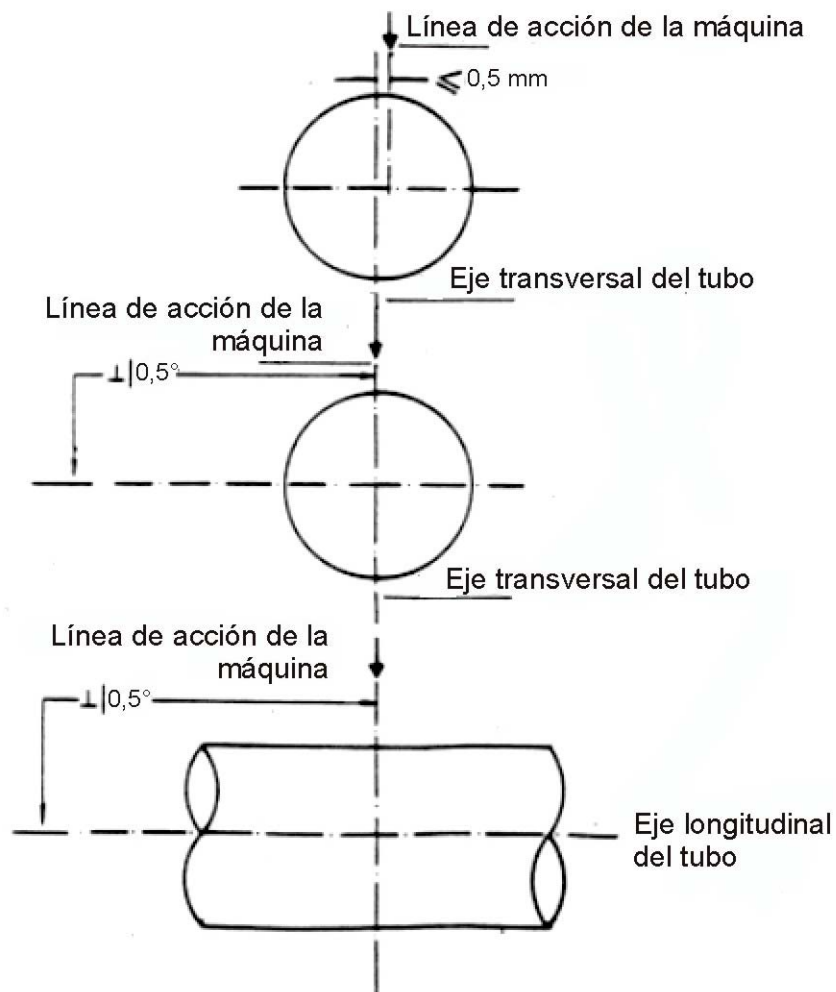 Línea de acción de la máquina
≤ 0,5 mm
Eje transversal del tubo
Línea de acción de la
máquina
⊥|0,5°
Eje transversal del tubo
Línea de acción de la
máquina
⊥|0,5°
Eje longitudinal
del tubo